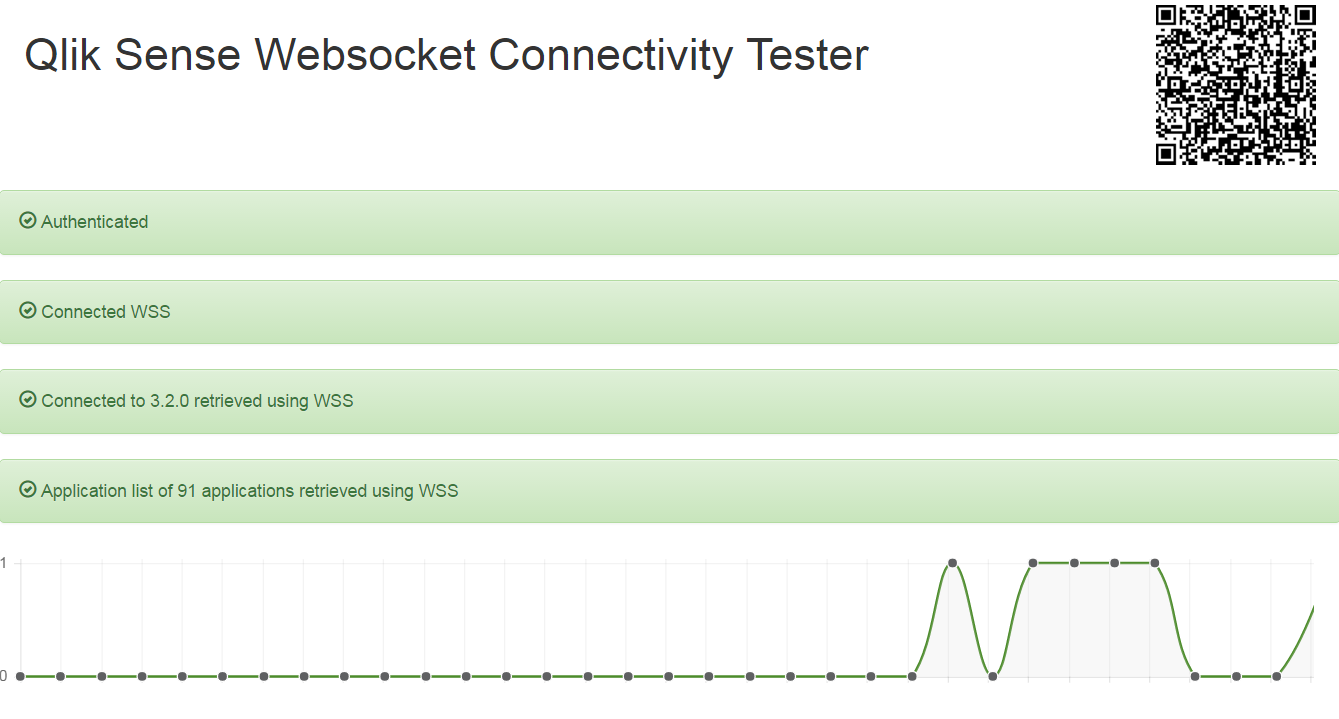 Qlik Sense Websocket Connectivity Tester
Authenticated
Connected WSS
Connected to 3.2.0 retrieved using WSS
Application list of 91 applications retrieved using WSS
1
0